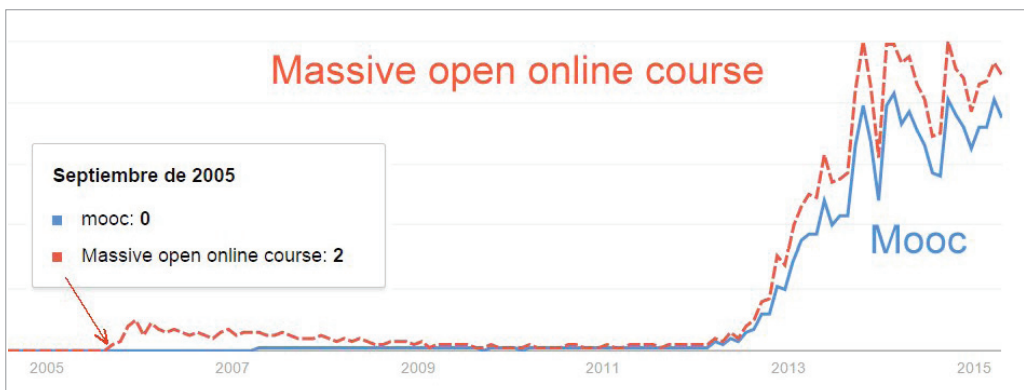 Massive open online course
Septiembre de 2005
mooc: 0
Massive open online course: 2
Mooc
2005
2007
2009
2011
2013
2015